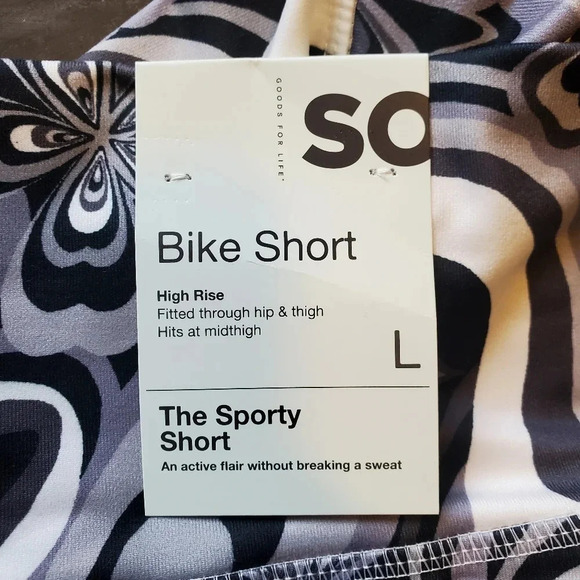 GOODS FOR LIFE™
SO
Bike Short
High Rise
Fitted through hip & thigh
Hits at midthigh
L
The Sporty
Short
An active flair without breaking a sweat